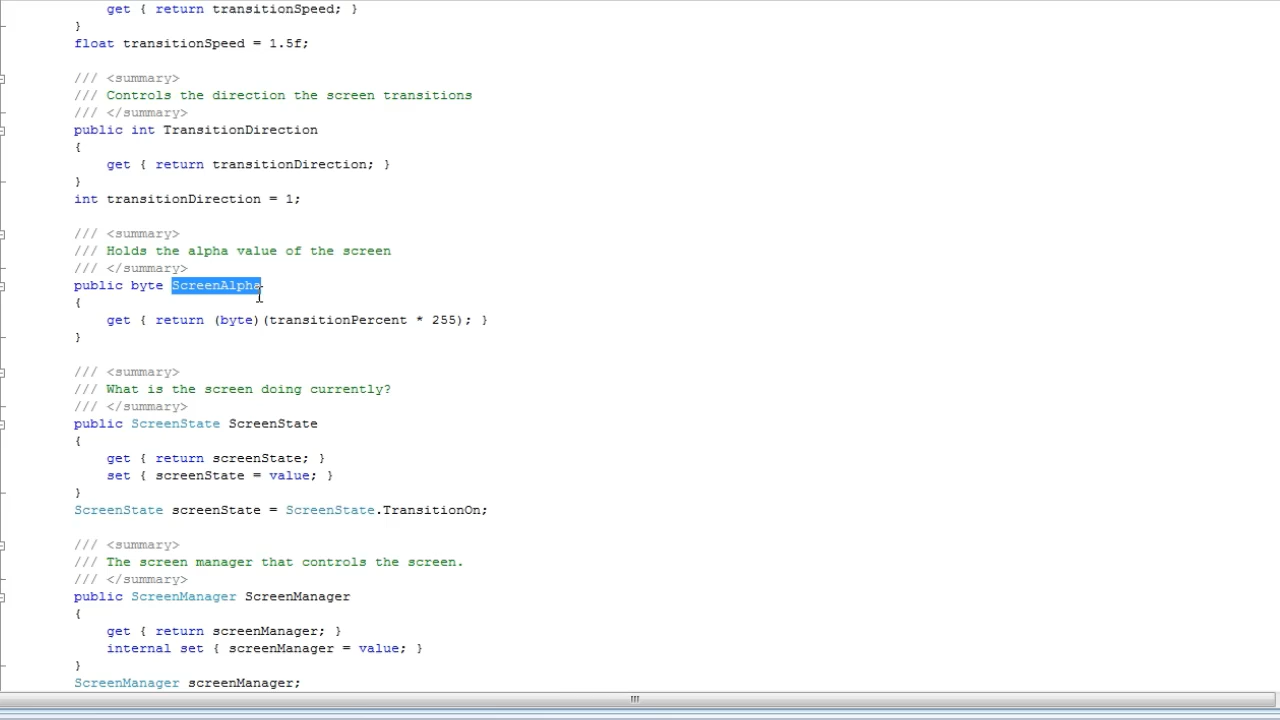 get { return transitionSpeed; }
}
float transitionSpeed = 1.5f;
/// <summary>
/// Controls the direction the screen transitions
/// </summary>
public int TransitionDirection
{
get { return transitionDirection; }
}
int transitionDirection = 1;
/// <summary>
/// Holds the alpha value of the screen
/// </summary>
public byte ScreenAlpha
{
get { return (byte)(transitionPercent * 255); }
}
/// <summary>
/// What is the screen doing currently?
/// </summary>
public ScreenState ScreenState
{
get { return screenState; }
set { screenState = value; }
}
ScreenState screenState = ScreenState.TransitionOn;
/// <summary>
/// The screen manager that controls the screen.
/// </summary>
public ScreenManager ScreenManager
{
get { return screenManager; }
internal set { screenManager = value; }
}
ScreenManager screenManager;